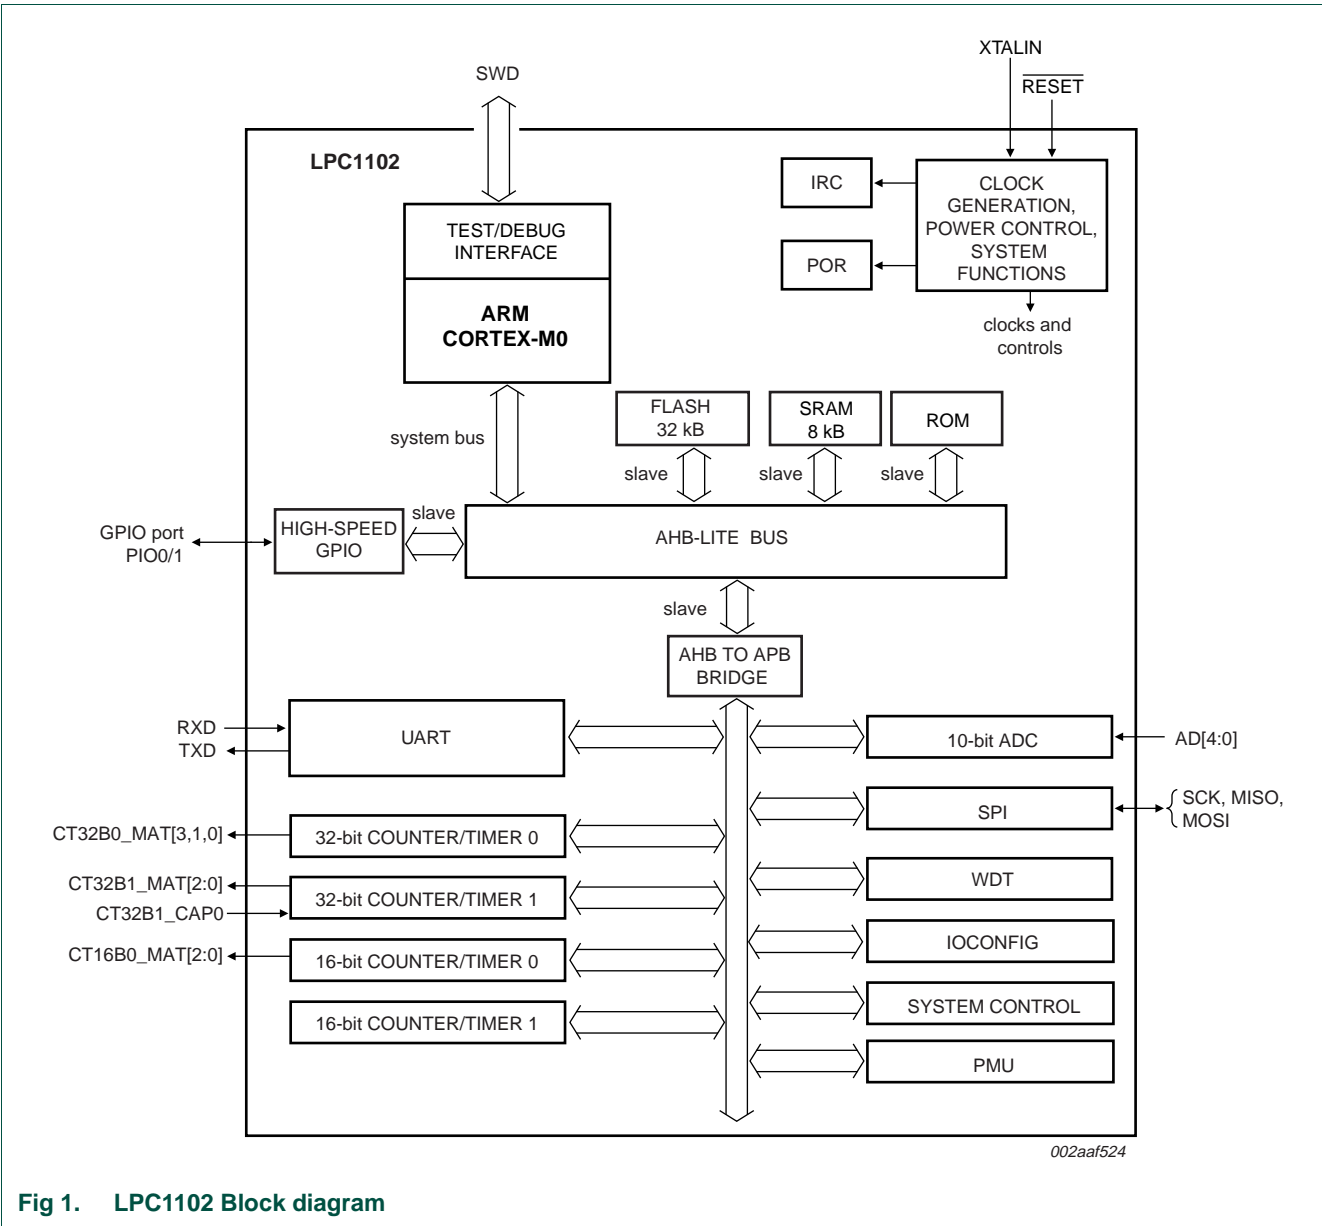 SWD
XTALIN
RESET
LPC1102
TEST/DEBUG
INTERFACE
ARM
CORTEX-M0
IRC
POR
CLOCK
GENERATION,
POWER CONTROL,
SYSTEM
FUNCTIONS
clocks and
controls
system bus
FLASH
32 kB
SRAM
8 kB
ROM
slave
slave
slave
GPIO port
PIO0/1
HIGH-SPEED
GPIO
slave
AHB-LITE BUS
slave
AHB TO APB
BRIDGE
RXD
TXD
UART
10-bit ADC
AD[4:0]
SPI
SCK, MISO,
MOSI
CT32B0_MAT[3,1,0]
32-bit COUNTER/TIMER 0
WDT
CT32B1_MAT[2:0]
CT32B1_CAP0
32-bit COUNTER/TIMER 1
IOCONFIG
CT16B0_MAT[2:0]
16-bit COUNTER/TIMER 0
SYSTEM CONTROL
16-bit COUNTER/TIMER 1
PMU
002aaf524
Fig 1. LPC1102 Block diagram